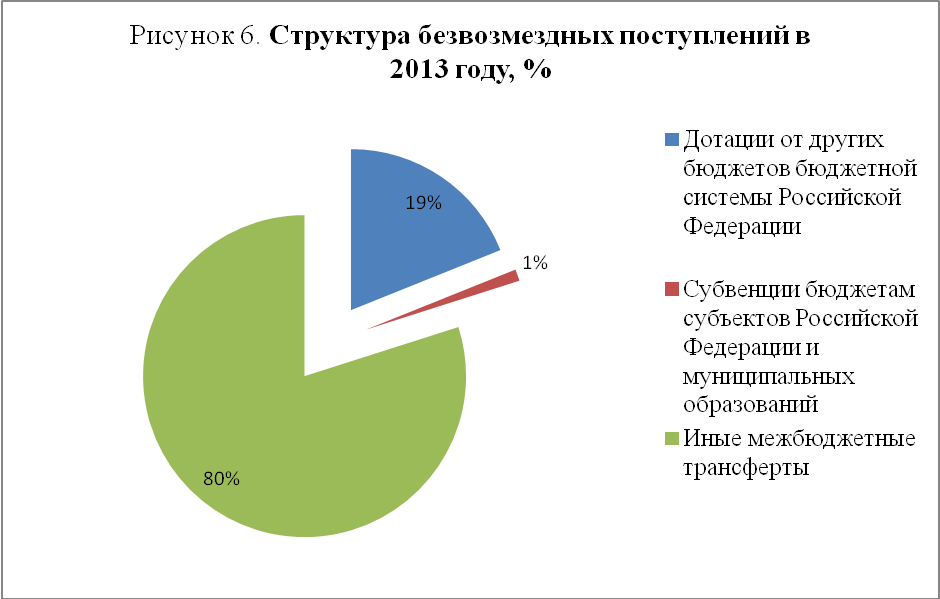 Рисунок 6. Структура безвозмездных поступлений в
2013 году, %
19%
1%
80%
Дотации от других
бюджетов бюджетной
системы Российской
Федерации
Субвенции бюджетам
субъектов Российской
Федерации и
муниципальных
образований
Иные межбюджетные
трансферты